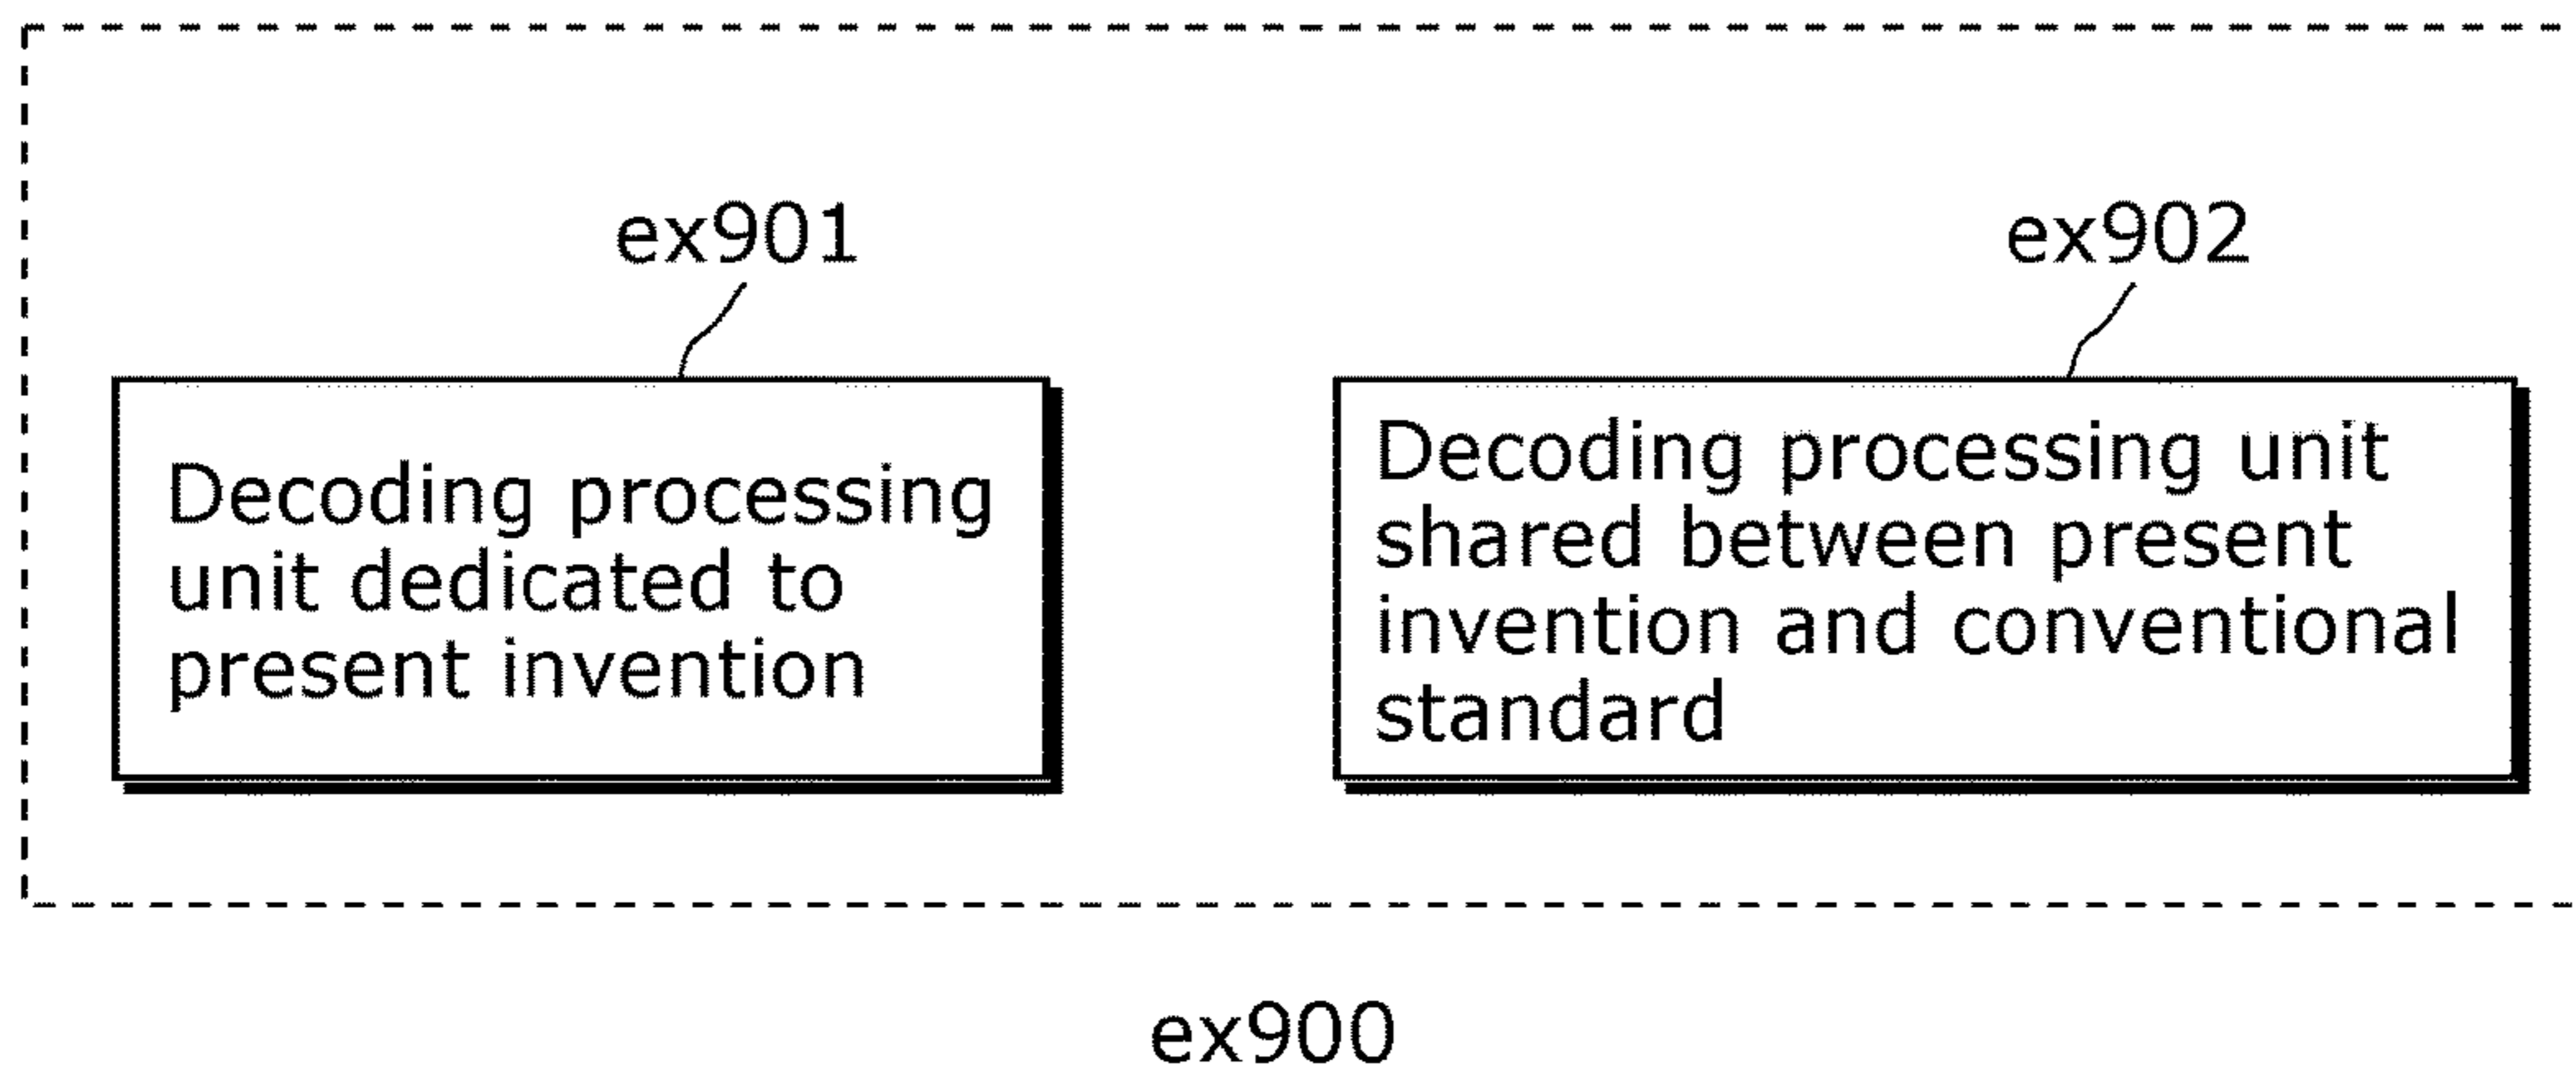 ex901
ex902
Decoding processing
unit dedicated to
present invention
Decoding processing unit
shared between present
invention and conventional
standard
ex900